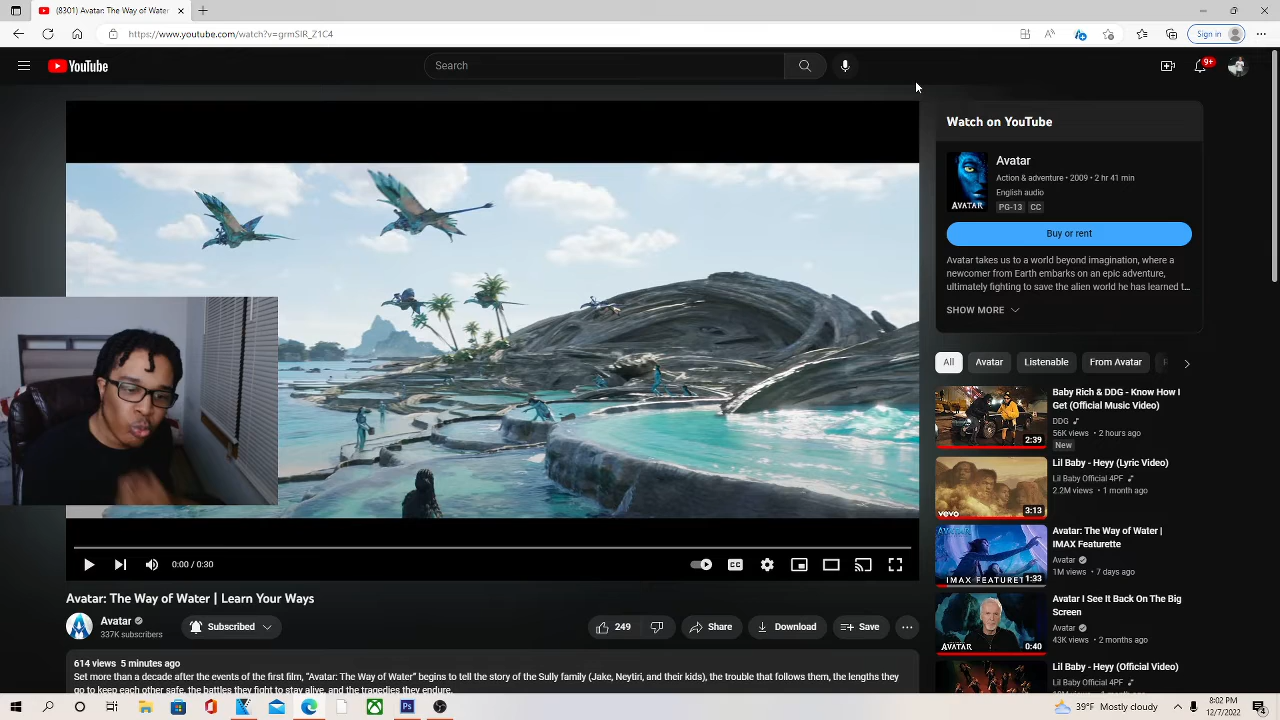 (8301) Avatar: The Way of Water
https://www.youtube.com/watch?v=grmSIR_Z1C4
Sign in
YouTube
Search
9+
Watch on YouTube
Avatar
Action & adventure • 2009 • 2 hr 41 min
English audio
PG-13 CC
AVATAR
Buy or rent
Avatar takes us to a world beyond imagination, where a
newcomer from Earth embarks on an epic adventure,
ultimately fighting to save the alien world he has learned t...
SHOW MORE
All Avatar Listenable From Avatar
Baby Rich & DDG - Know How I
Get (Official Music Video)
DDG
56K views • 2 hours ago
New
2:39
Lil Baby - Heyy (Lyric Video)
Lil Baby Official 4PF
2.2M views • 1 month ago
vevo
3:13
Avatar: The Way of Water |
IMAX Featurette
Avatar
1M views • 7 days ago
IMAX FEATURET
1:33
Avatar I See It Back On The Big
Screen
Avatar
43K views • 2 months ago
AVATAR
0:40
Lil Baby - Heyy (Official Video)
Lil Baby Official 4PF
0:00 / 0:30
CC
Avatar: The Way of Water | Learn Your Ways
Avatar
337K subscribers
Subscribed
249
Share
Download
Save
614 views 5 minutes ago
Set more than a decade after the events of the first film, "Avatar: The Way of Water" begins to tell the story of the Sully family (Jake, Neytiri, and their kids), the trouble that follows them, the lengths they
go to keep each other safe, the battles they fight to stay alive, and the tragedies they endure.
39°F Mostly cloudy
8:02 PM
12/7/2022
4